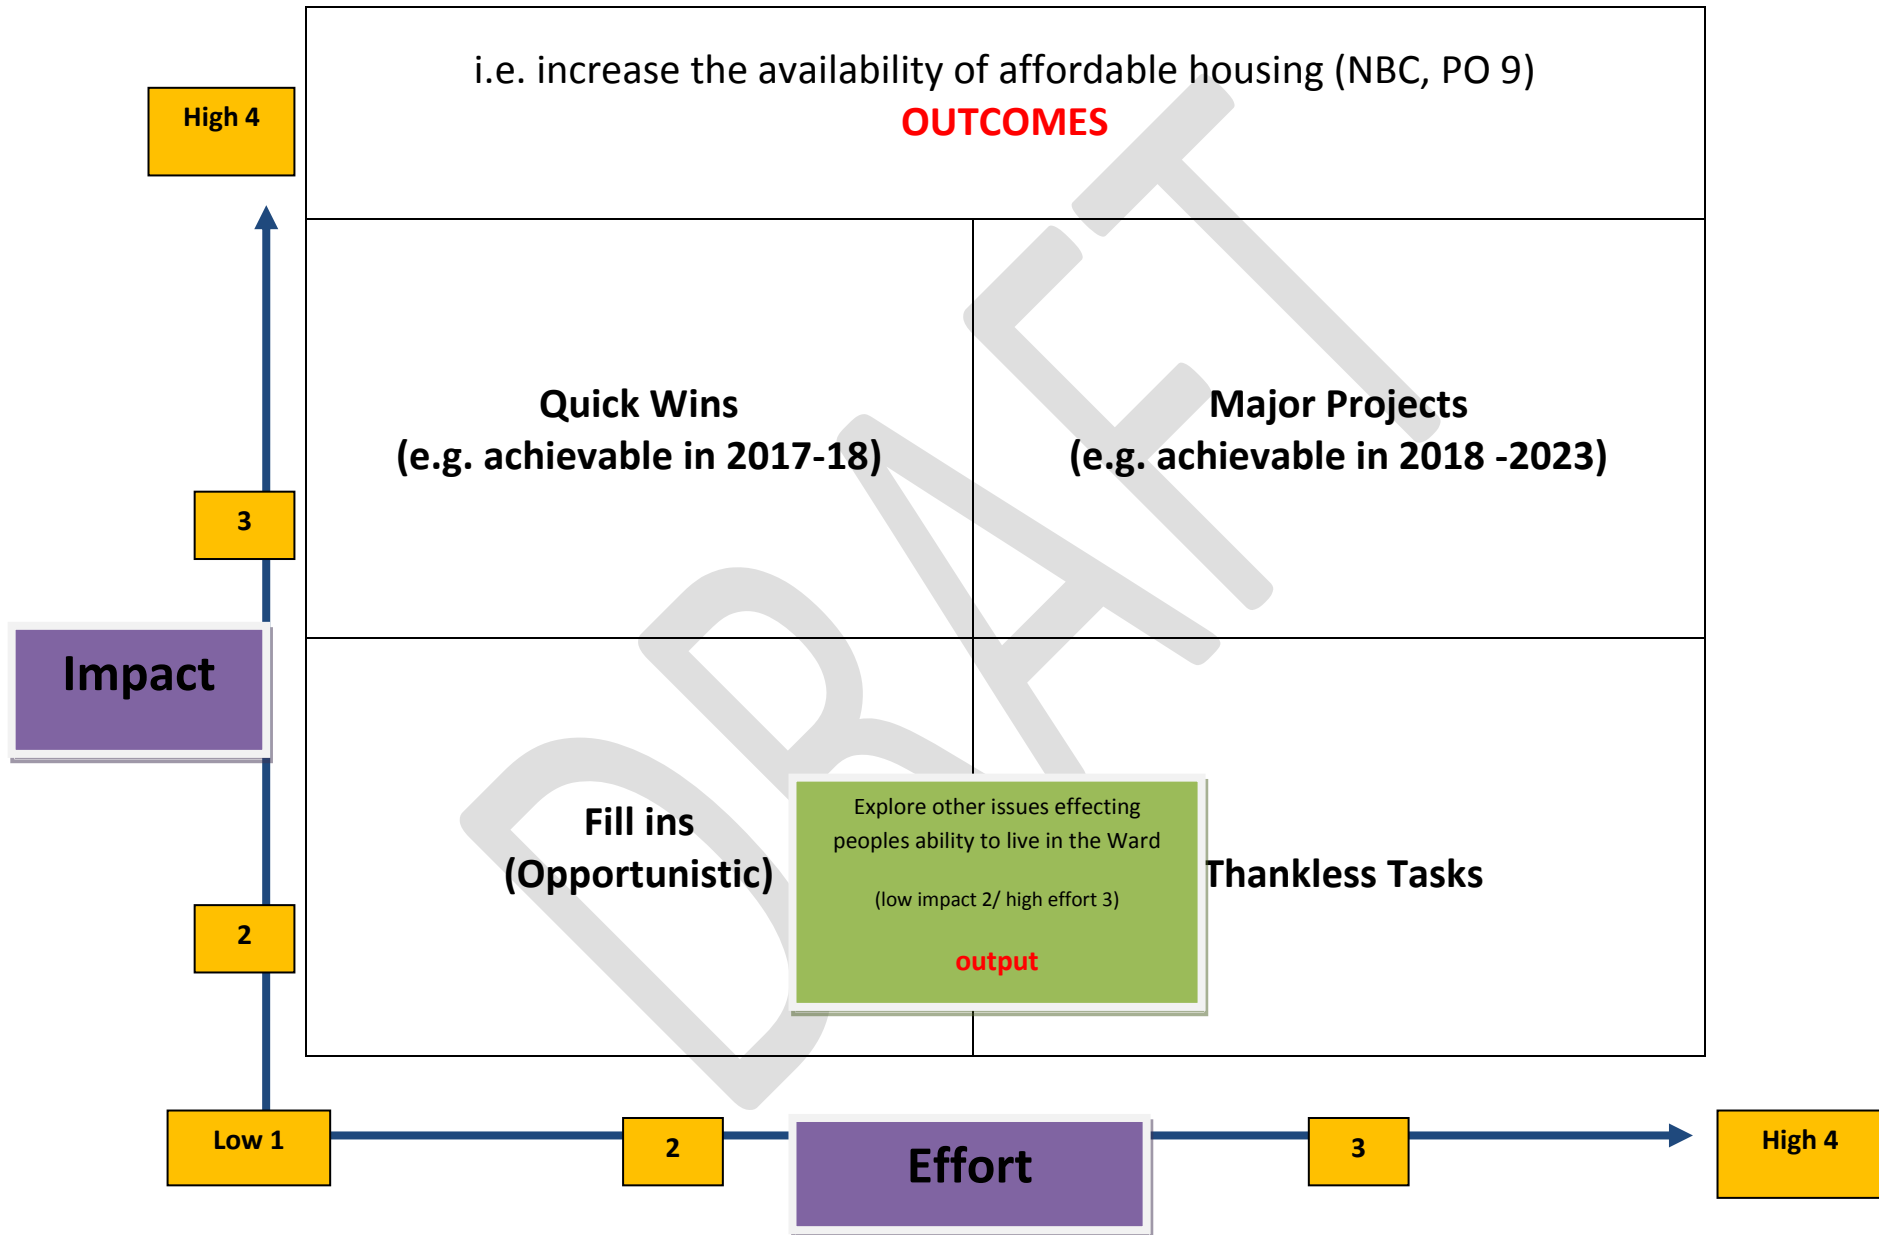 i.e. increase the availability of affordable housing (NBC, PO 9)
OUTCOMES
High 4
Quick Wins
(e.g. achievable in 2017-18)
Major Projects
(e.g. achievable in 2018 -2023)
3
Impact
Fill ins
(Opportunistic)
Explore other issues effecting
peoples ability to live in the Ward
(low impact 2/ high effort 3)
output
Thankless Tasks
2
Low 1
2
Effort
3
High 4
DRAFT